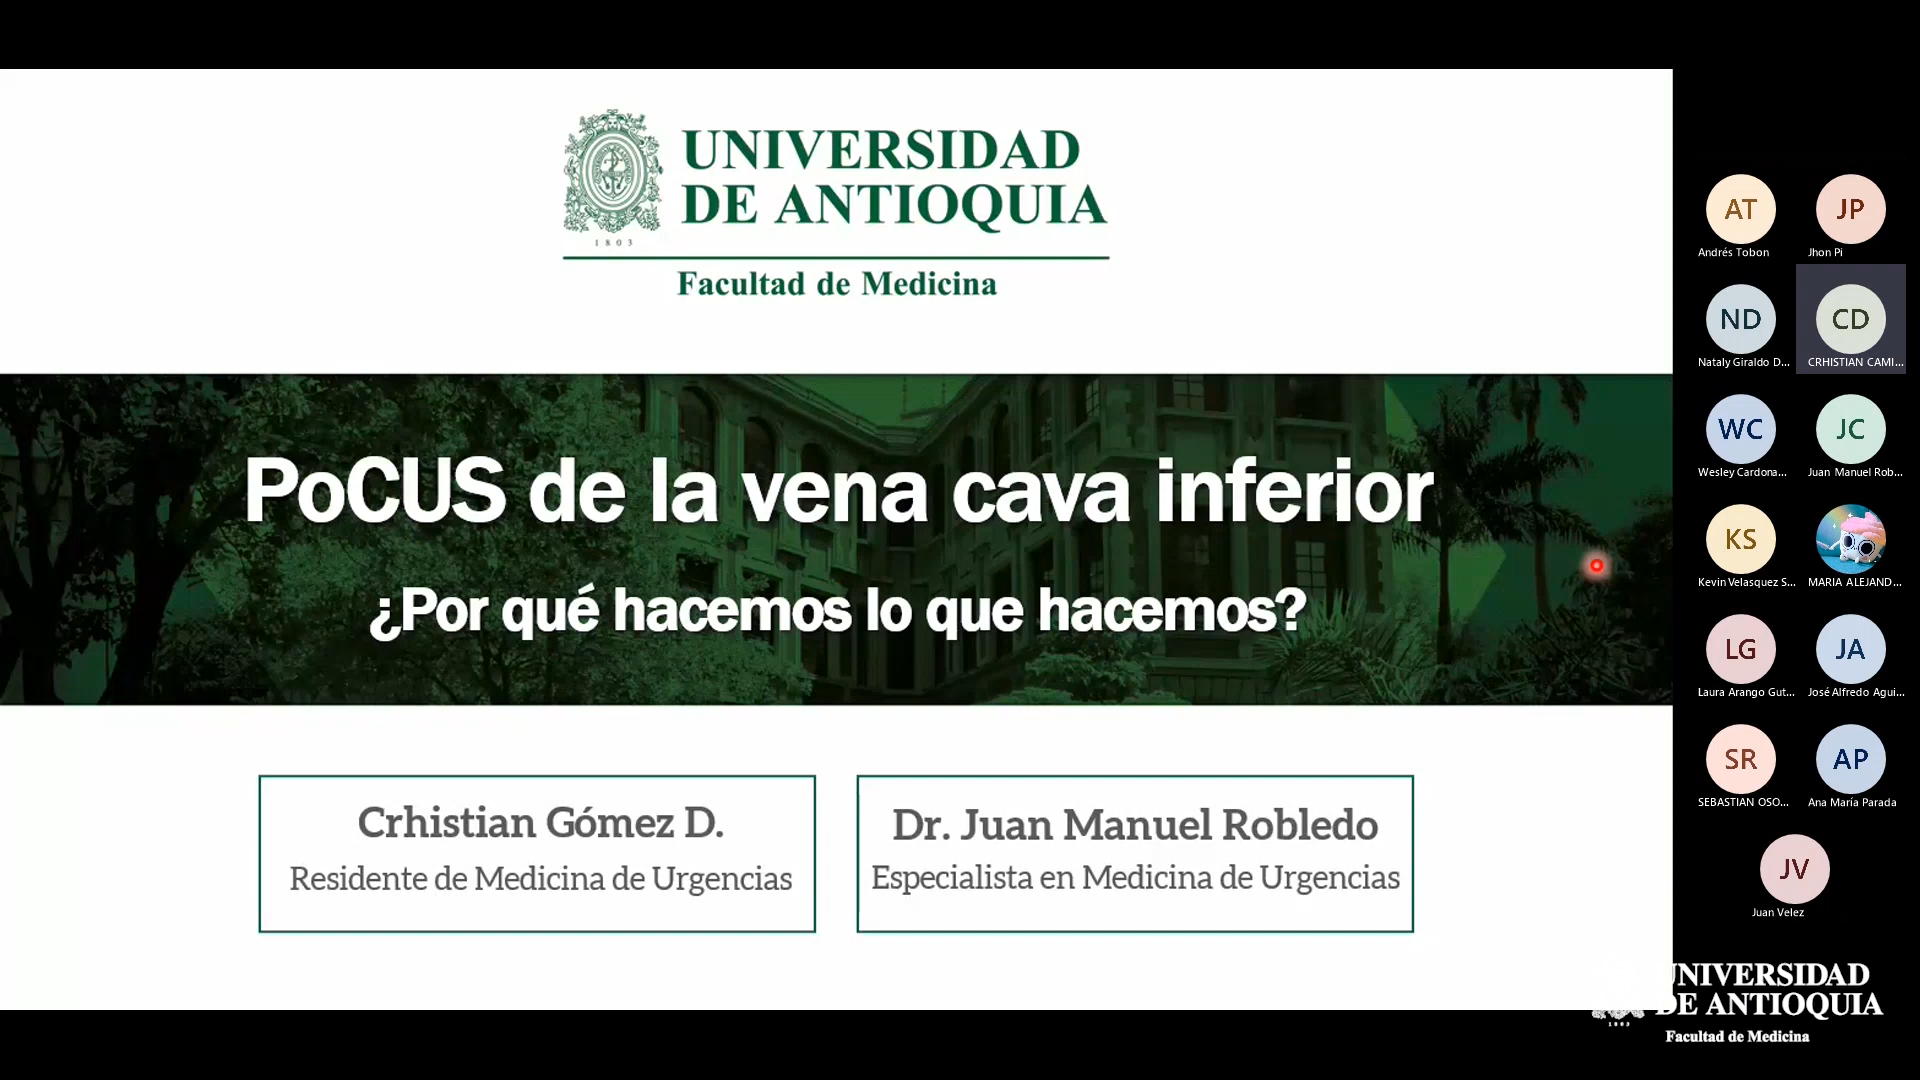 UNIVERSIDAD
DE ANTIOQUIA
1803
Facultad de Medicina
PoCUS de la vena cava inferior
¿Por qué hacemos lo que hacemos?
Crhistian Gómez D.
Residente de Medicina de Urgencias
Dr. Juan Manuel Robledo
Especialista en Medicina de Urgencias
AT
Andrés Tobon
JP
Jhon Pi
ND
Nataly Giraldo D...
CD
CRHISTIAN CAMI...
WC
Wesley Cardona...
JC
Juan Manuel Rob...
KS
Kevin Velasquez S...
MARIA ALEJAND...
LG
Laura Arango Gut...
JA
José Alfredo Agui...
SR
SEBASTIAN OSO...
AP
Ana María Parada
JV
Juan Velez
UNIVERSIDAD
DE ANTIOQUIA
1803
Facultad de Medicina